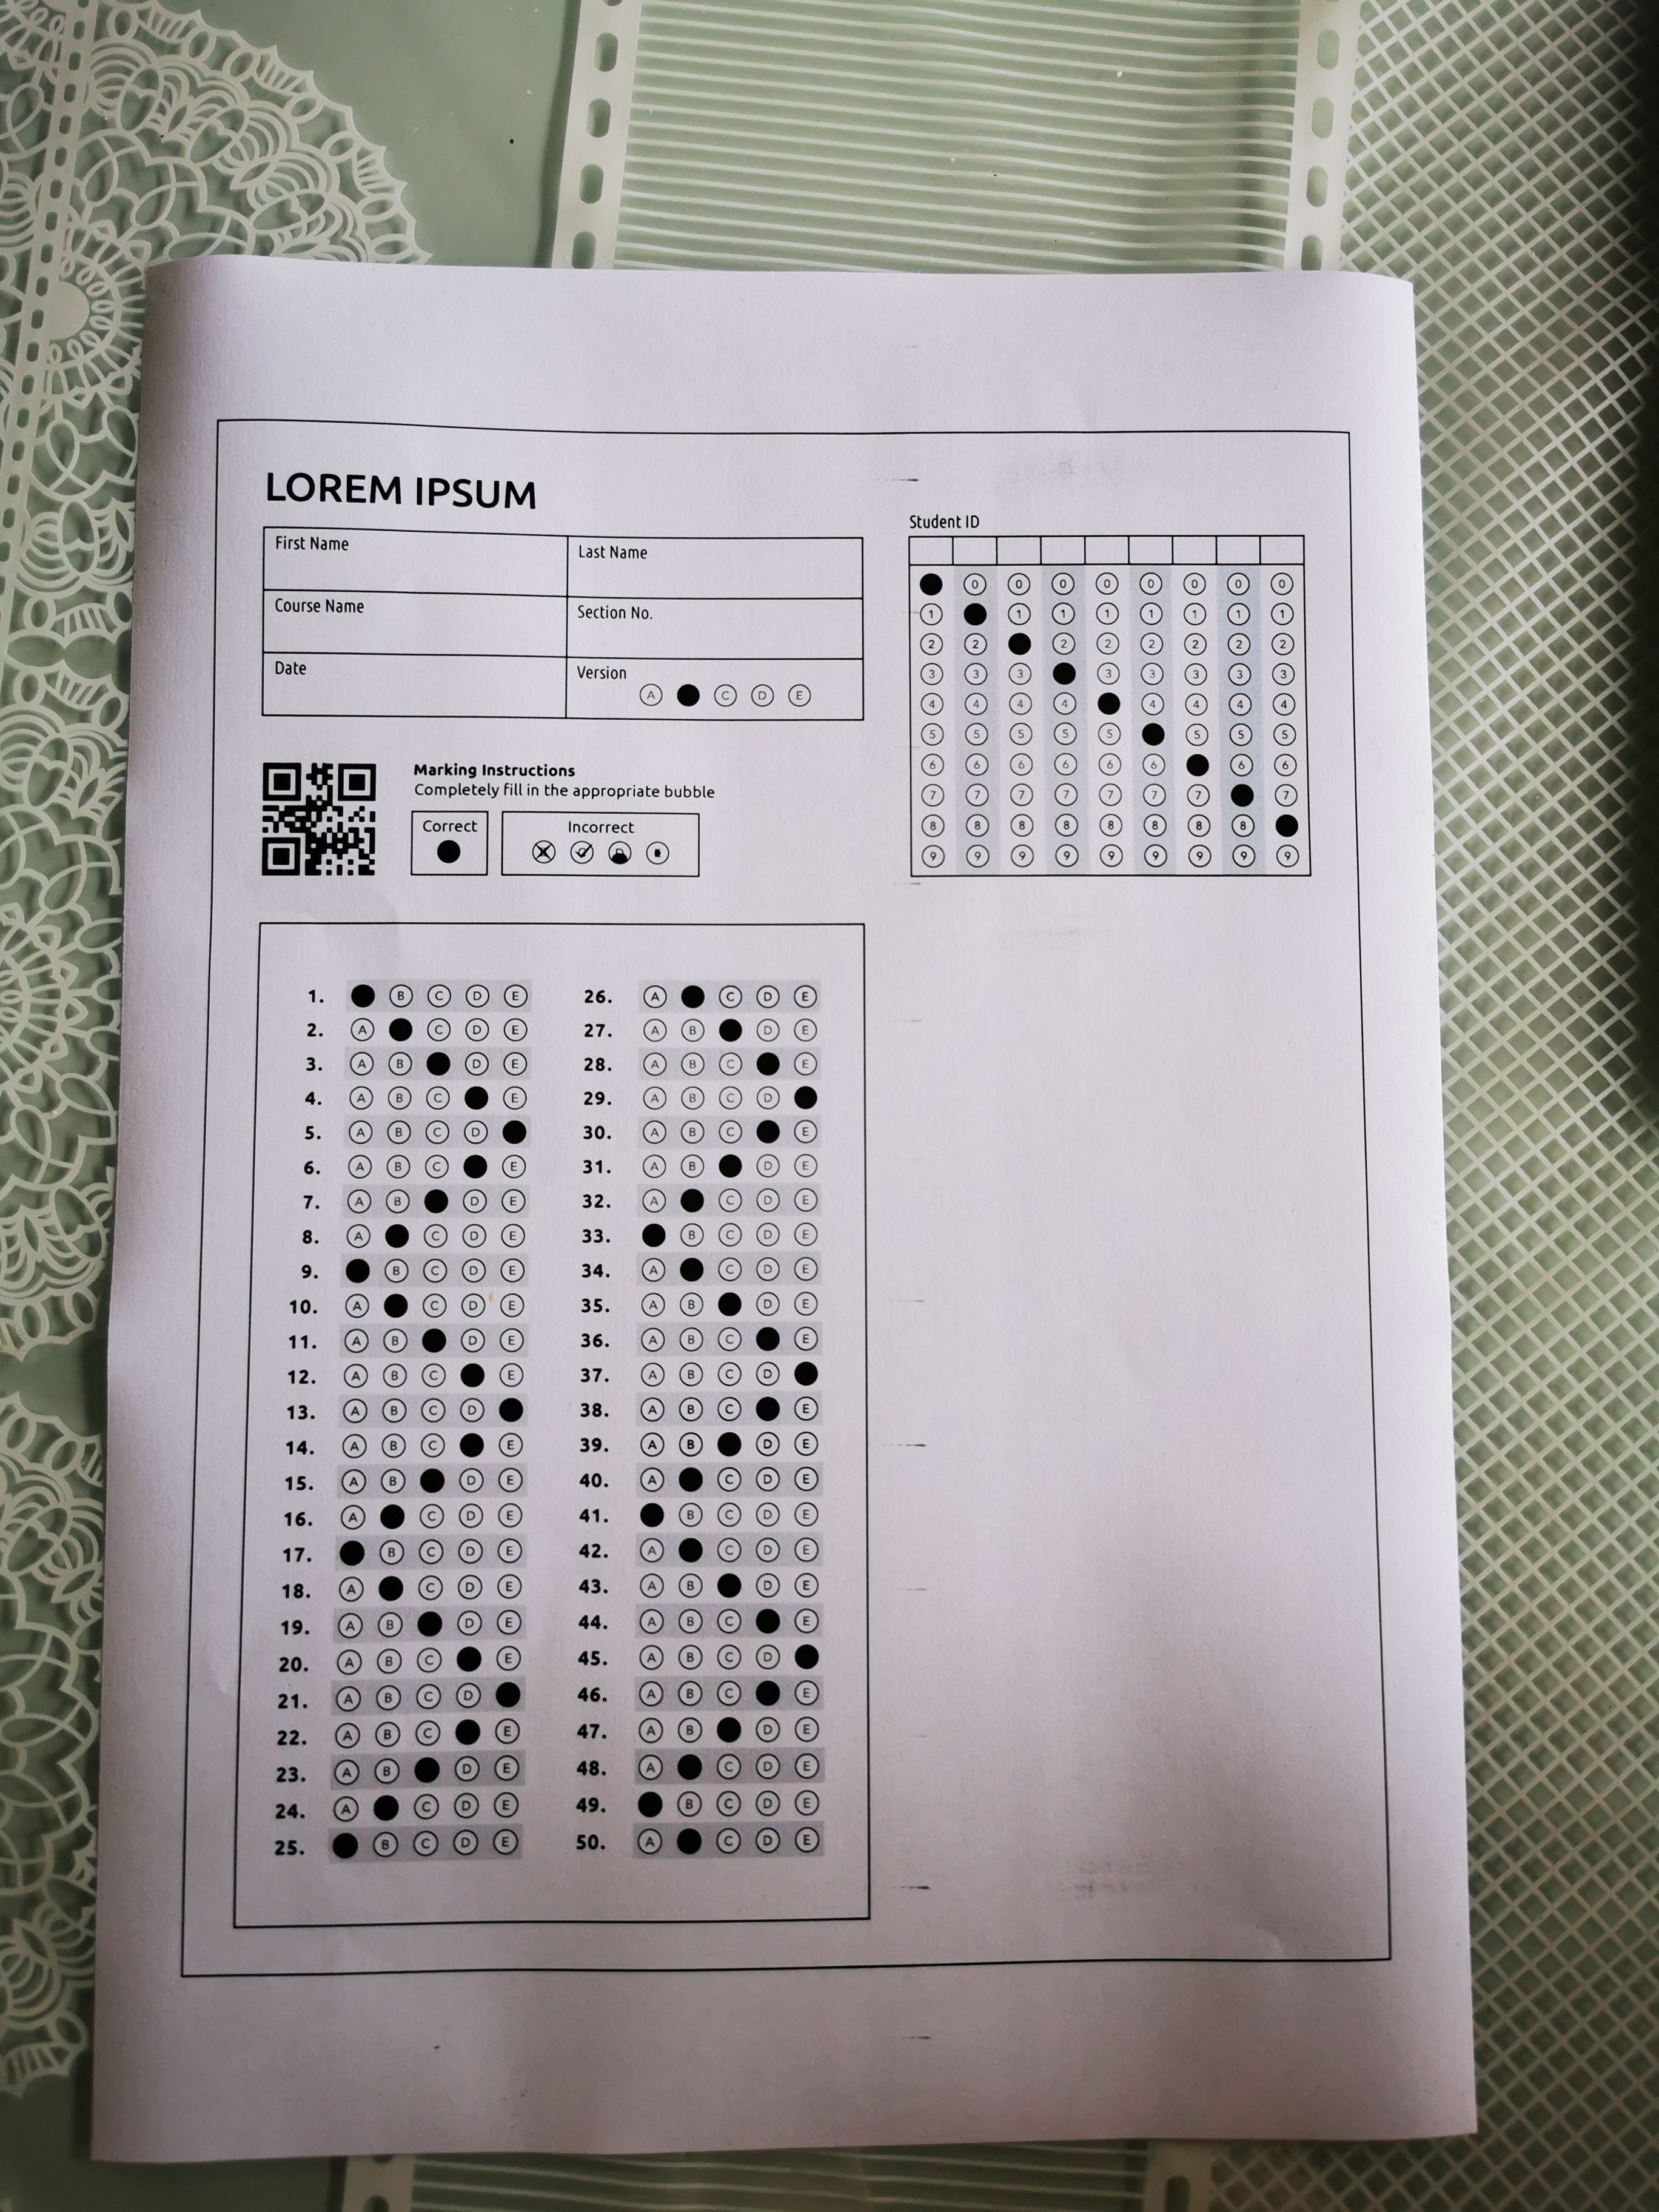 LOREM IPSUM
First Name
Last Name
Course Name
Section No.
Date
Version
A C D E
Student ID
0 0 0 0 0 0 0 0
1 1 1 1 1 1 1 1
2 2 2 2 2 2 2 2
3 3 3 3 3 3 3 3
4 4 4 4 4 4 4 4
5 5 5 5 5 5 5 5
6 6 6 6 6 6 6 6
7 7 7 7 7 7 7 7
8 8 8 8 8 8 8 8
9 9 9 9 9 9 9 9 9
Marking Instructions
Completely fill in the appropriate bubble
Correct
Incorrect
1. B C D E
2. A C D E
3. A B D E
4. A B C E
5. A B C D
6. A B C E
7. A B D E
8. A C D E
9. B C D E
10. A C D E
11. A B D E
12. A B C E
13. A B C D
14. A B C E
15. A B D E
16. A C D E
17. B C D E
18. A C D E
19. A B D E
20. A B C E
21. A B C D
22. A B C E
23. A B D E
24. A C D E
25. B C D E
26. A C D E
27. A B D E
28. A B C E
29. A B C D
30. A B C E
31. A B D E
32. A C D E
33. B C D E
34. A C D E
35. A B D E
36. A B C E
37. A B C D
38. A B C E
39. A B D E
40. A C D E
41. B C D E
42. A C D E
43. A B D E
44. A B C E
45. A B C D
46. A B C E
47. A B D E
48. A C D E
49. B C D E
50. A C D E